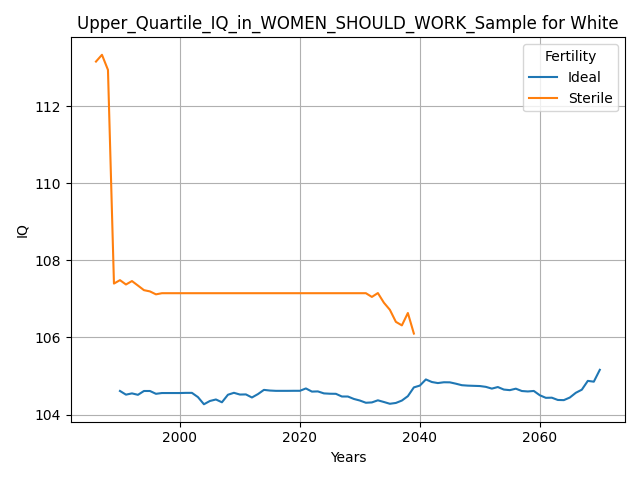 Upper_Quartile_IQ_in_WOMEN_SHOULD_WORK_Sample for White
Fertility
Ideal
Sterile
112
110
108
106
104
IQ
2000
2020
2040
2060
Years